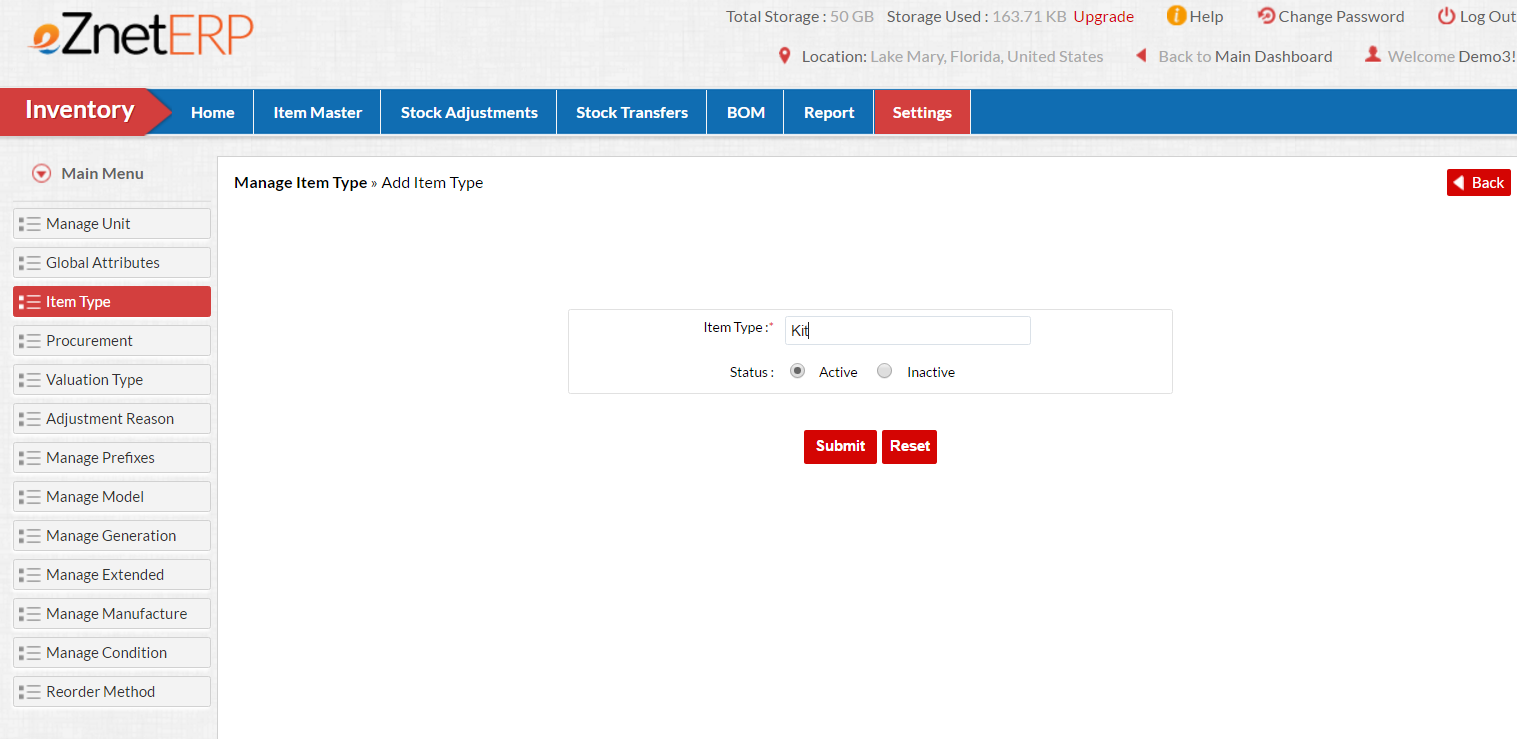 eZnetERP
Total Storage : 50 GB Storage Used : 163.71 KB Upgrade Help Change Password Log Out
Location: Lake Mary, Florida, United States Back to Main Dashboard Welcome Demo3!
Inventory Home Item Master Stock Adjustments Stock Transfers BOM Report Settings
Main Menu
Manage Unit
Global Attributes
Item Type
Procurement
Valuation Type
Adjustment Reason
Manage Prefixes
Manage Model
Manage Generation
Manage Extended
Manage Manufacture
Manage Condition
Reorder Method
Manage Item Type » Add Item Type Back
Item Type :* Kit
Status : Active Inactive
Submit Reset